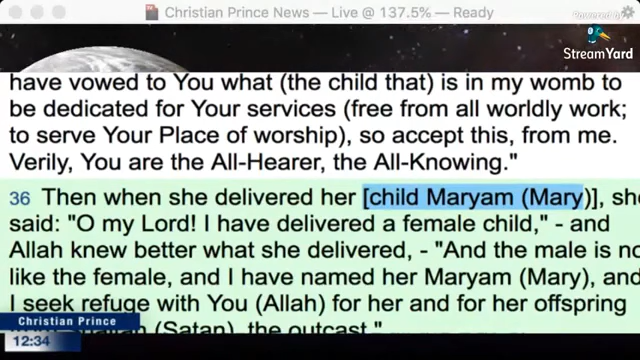 Christian Prince News — Live @ 137.5% — Ready
Powered by
StreamYard
have vowed to You what (the child that) is in my womb to
be dedicated for Your services (free from all worldly work;
to serve Your Place of worship), so accept this, from me.
Verily, You are the All-Hearer, the All-Knowing."
36 Then when she delivered her [child Maryam (Mary)], she
said: "O my Lord! I have delivered a female child," - and
Allah knew better what she delivered, - "And the male is no
like the female, and I have named her Maryam (Mary), and
I seek refuge with You (Allah) for her and for her offspring
(Satan), the outcast."
Christian Prince
12:34